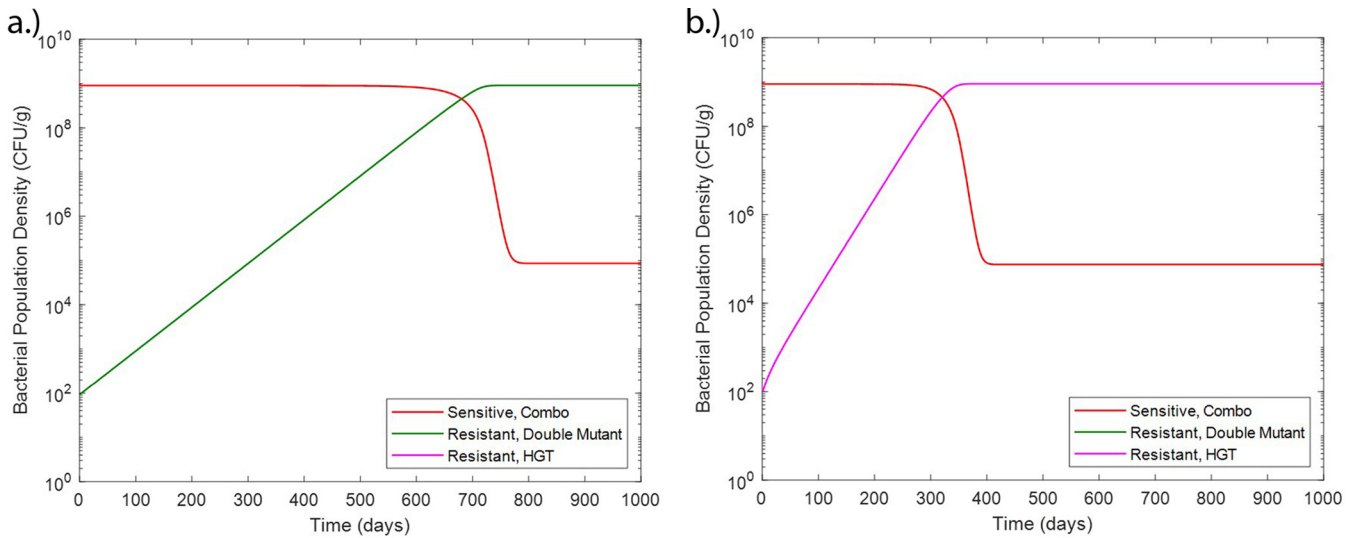 a.)
Bacterial Population Density (CFU/g)
10^10
10^8
10^6
10^4
10^2
10^0
0 100 200 300 400 500 600 700 800 900 1000
Time (days)
Sensitive, Combo
Resistant, Double Mutant
Resistant, HGT
b.)
Bacterial Population Density (CFU/g)
10^10
10^8
10^6
10^4
10^2
10^0
0 100 200 300 400 500 600 700 800 900 1000
Time (days)
Sensitive, Combo
Resistant, Double Mutant
Resistant, HGT